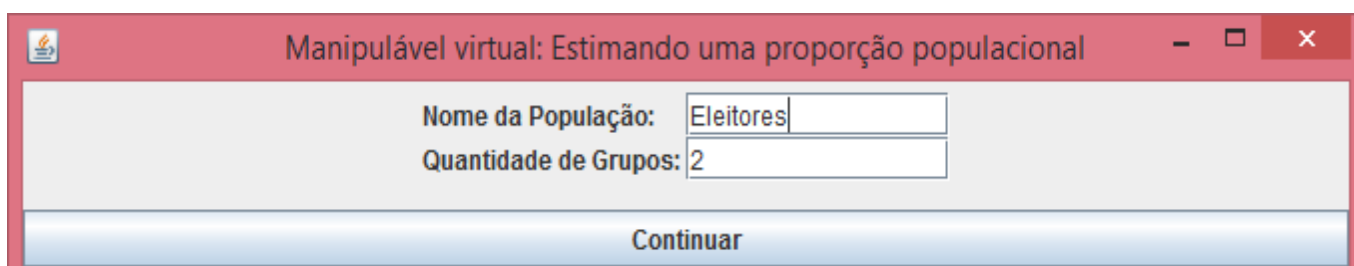 Manipulável virtual: Estimando uma proporção populacional
Nome da População: Eleitores
Quantidade de Grupos: 2
Continuar